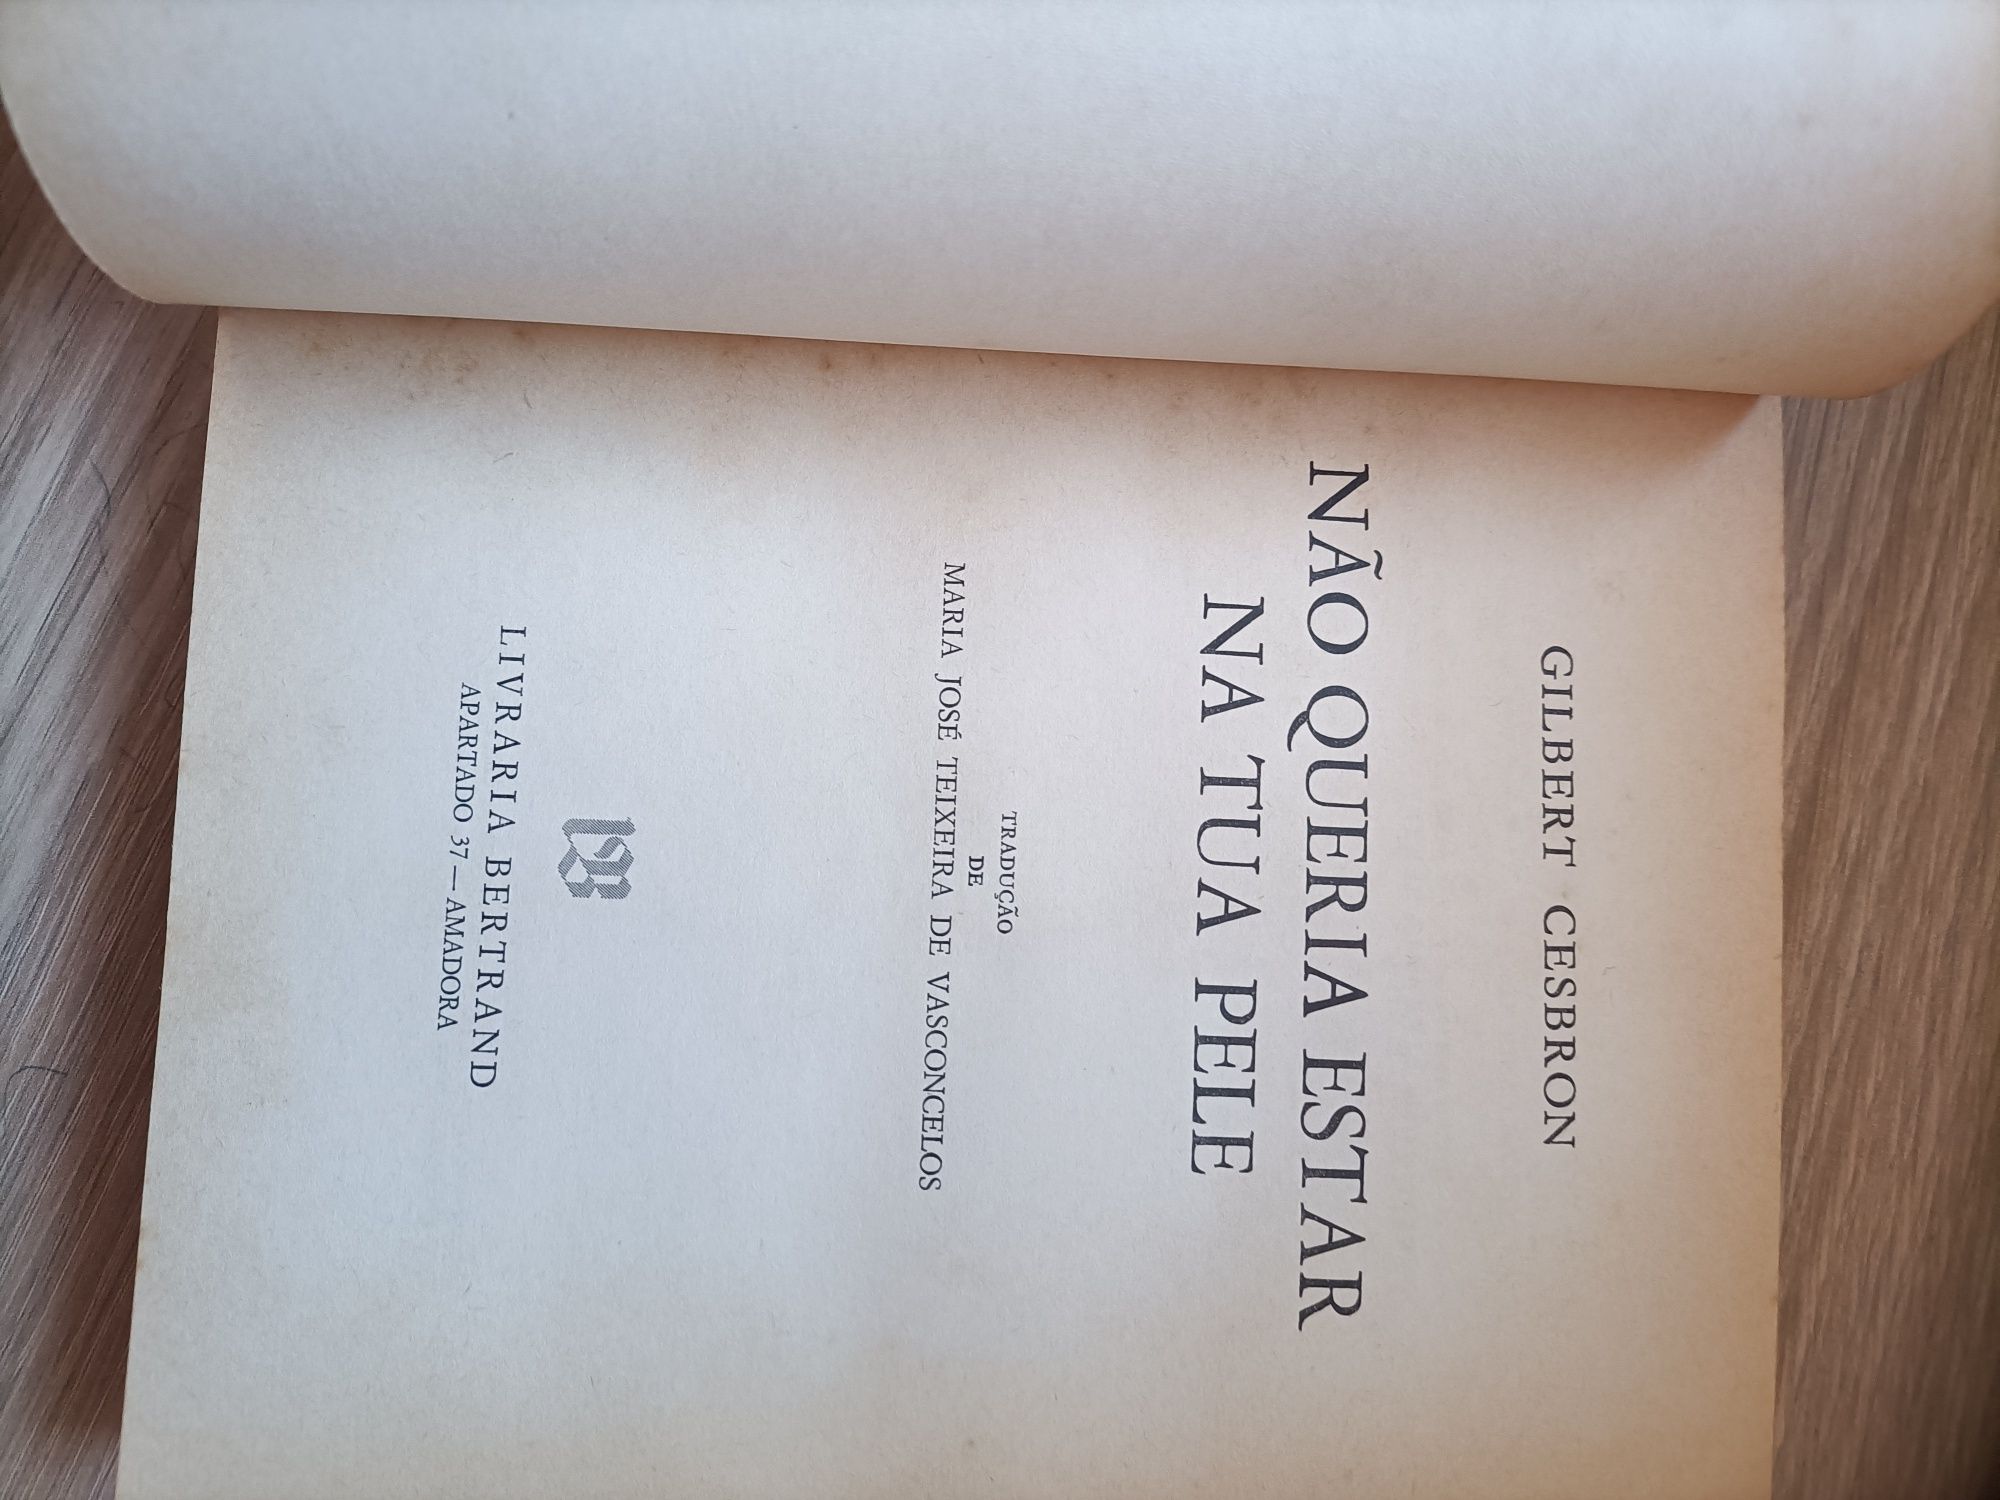 GILBERT CESBRON
NÃO QUERIA ESTAR
NA TUA PELE
TRADUÇÃO
DE
MARIA JOSÉ TEIXEIRA DE VASCONCELOS
LIVRARIA BERTRAND
APARTADO 37 — AMADORA